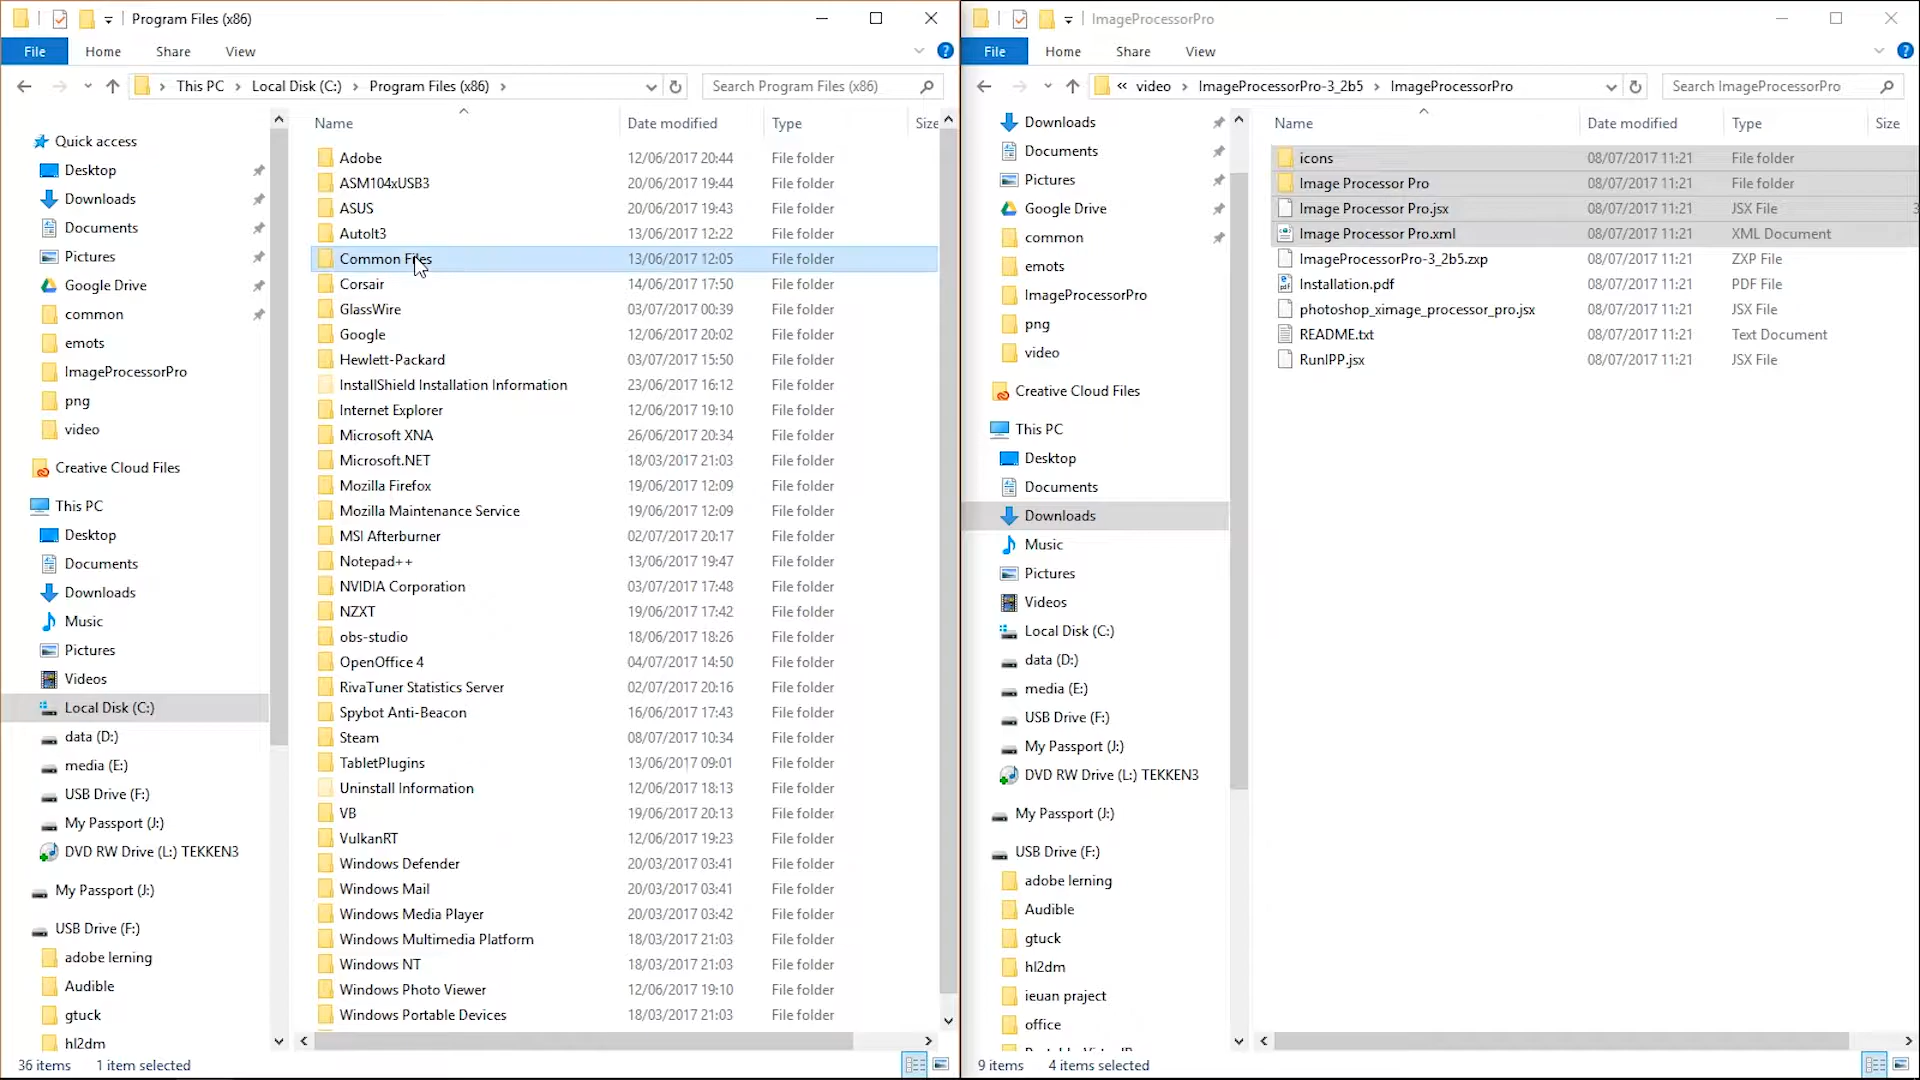 Program Files (x86)
File Home Share View
This PC Local Disk (C:) Program Files (x86)
Search Program Files (x86)
Quick access
Desktop
Downloads
Documents
Pictures
Google Drive
common
emots
ImageProcessorPro
png
video
Creative Cloud Files
This PC
Desktop
Documents
Downloads
Music
Pictures
Videos
Local Disk (C:)
data (D:)
media (E:)
USB Drive (F:)
My Passport (J:)
DVD RW Drive (L:) TEKKEN3
My Passport (J:)
USB Drive (F:)
adobe lerning
Audible
gtuck
hl2dm
Name Date modified Type Size
Adobe 12/06/2017 20:44 File folder
ASM104xUSB3 20/06/2017 19:44 File folder
ASUS 20/06/2017 19:43 File folder
AutoIt3 13/06/2017 12:22 File folder
Common Files 13/06/2017 12:05 File folder
Corsair 14/06/2017 17:50 File folder
GlassWire 03/07/2017 00:39 File folder
Google 12/06/2017 20:02 File folder
Hewlett-Packard 03/07/2017 15:50 File folder
InstallShield Installation Information 23/06/2017 16:12 File folder
Internet Explorer 12/06/2017 19:10 File folder
Microsoft XNA 26/06/2017 20:34 File folder
Microsoft.NET 18/03/2017 21:03 File folder
Mozilla Firefox 19/06/2017 12:09 File folder
Mozilla Maintenance Service 19/06/2017 12:09 File folder
MSI Afterburner 02/07/2017 20:17 File folder
Notepad++ 13/06/2017 19:47 File folder
NVIDIA Corporation 03/07/2017 17:48 File folder
NZXT 19/06/2017 17:42 File folder
obs-studio 18/06/2017 18:26 File folder
OpenOffice 4 04/07/2017 14:50 File folder
RivaTuner Statistics Server 02/07/2017 20:16 File folder
Spybot Anti-Beacon 16/06/2017 17:43 File folder
Steam 08/07/2017 10:34 File folder
TabletPlugins 13/06/2017 09:01 File folder
Uninstall Information 12/06/2017 18:13 File folder
VB 19/06/2017 20:13 File folder
VulkanRT 12/06/2017 19:23 File folder
Windows Defender 20/03/2017 03:41 File folder
Windows Mail 20/03/2017 03:41 File folder
Windows Media Player 20/03/2017 03:42 File folder
Windows Multimedia Platform 18/03/2017 21:03 File folder
Windows NT 18/03/2017 21:03 File folder
Windows Photo Viewer 12/06/2017 19:10 File folder
Windows Portable Devices 18/03/2017 21:03 File folder
36 items 1 item selected
ImageProcessorPro
File Home Share View
« video ImageProcessorPro-3_2b5 ImageProcessorPro
Search ImageProcessorPro
Downloads
Documents
Pictures
Google Drive
common
emots
ImageProcessorPro
png
video
Creative Cloud Files
This PC
Desktop
Documents
Downloads
Music
Pictures
Videos
Local Disk (C:)
data (D:)
media (E:)
USB Drive (F:)
My Passport (J:)
DVD RW Drive (L:) TEKKEN3
My Passport (J:)
USB Drive (F:)
adobe lerning
Audible
gtuck
hl2dm
ieuan praject
office
Name Date modified Type Size
icons 08/07/2017 11:21 File folder
Image Processor Pro 08/07/2017 11:21 File folder
Image Processor Pro.jsx 08/07/2017 11:21 JSX File
Image Processor Pro.xml 08/07/2017 11:21 XML Document
ImageProcessorPro-3_2b5.zxp 08/07/2017 11:21 ZXP File
Installation.pdf 08/07/2017 11:21 PDF File
photoshop_ximage_processor_pro.jsx 08/07/2017 11:21 JSX File
README.txt 08/07/2017 11:21 Text Document
RunIPP.jsx 08/07/2017 11:21 JSX File
9 items 4 items selected